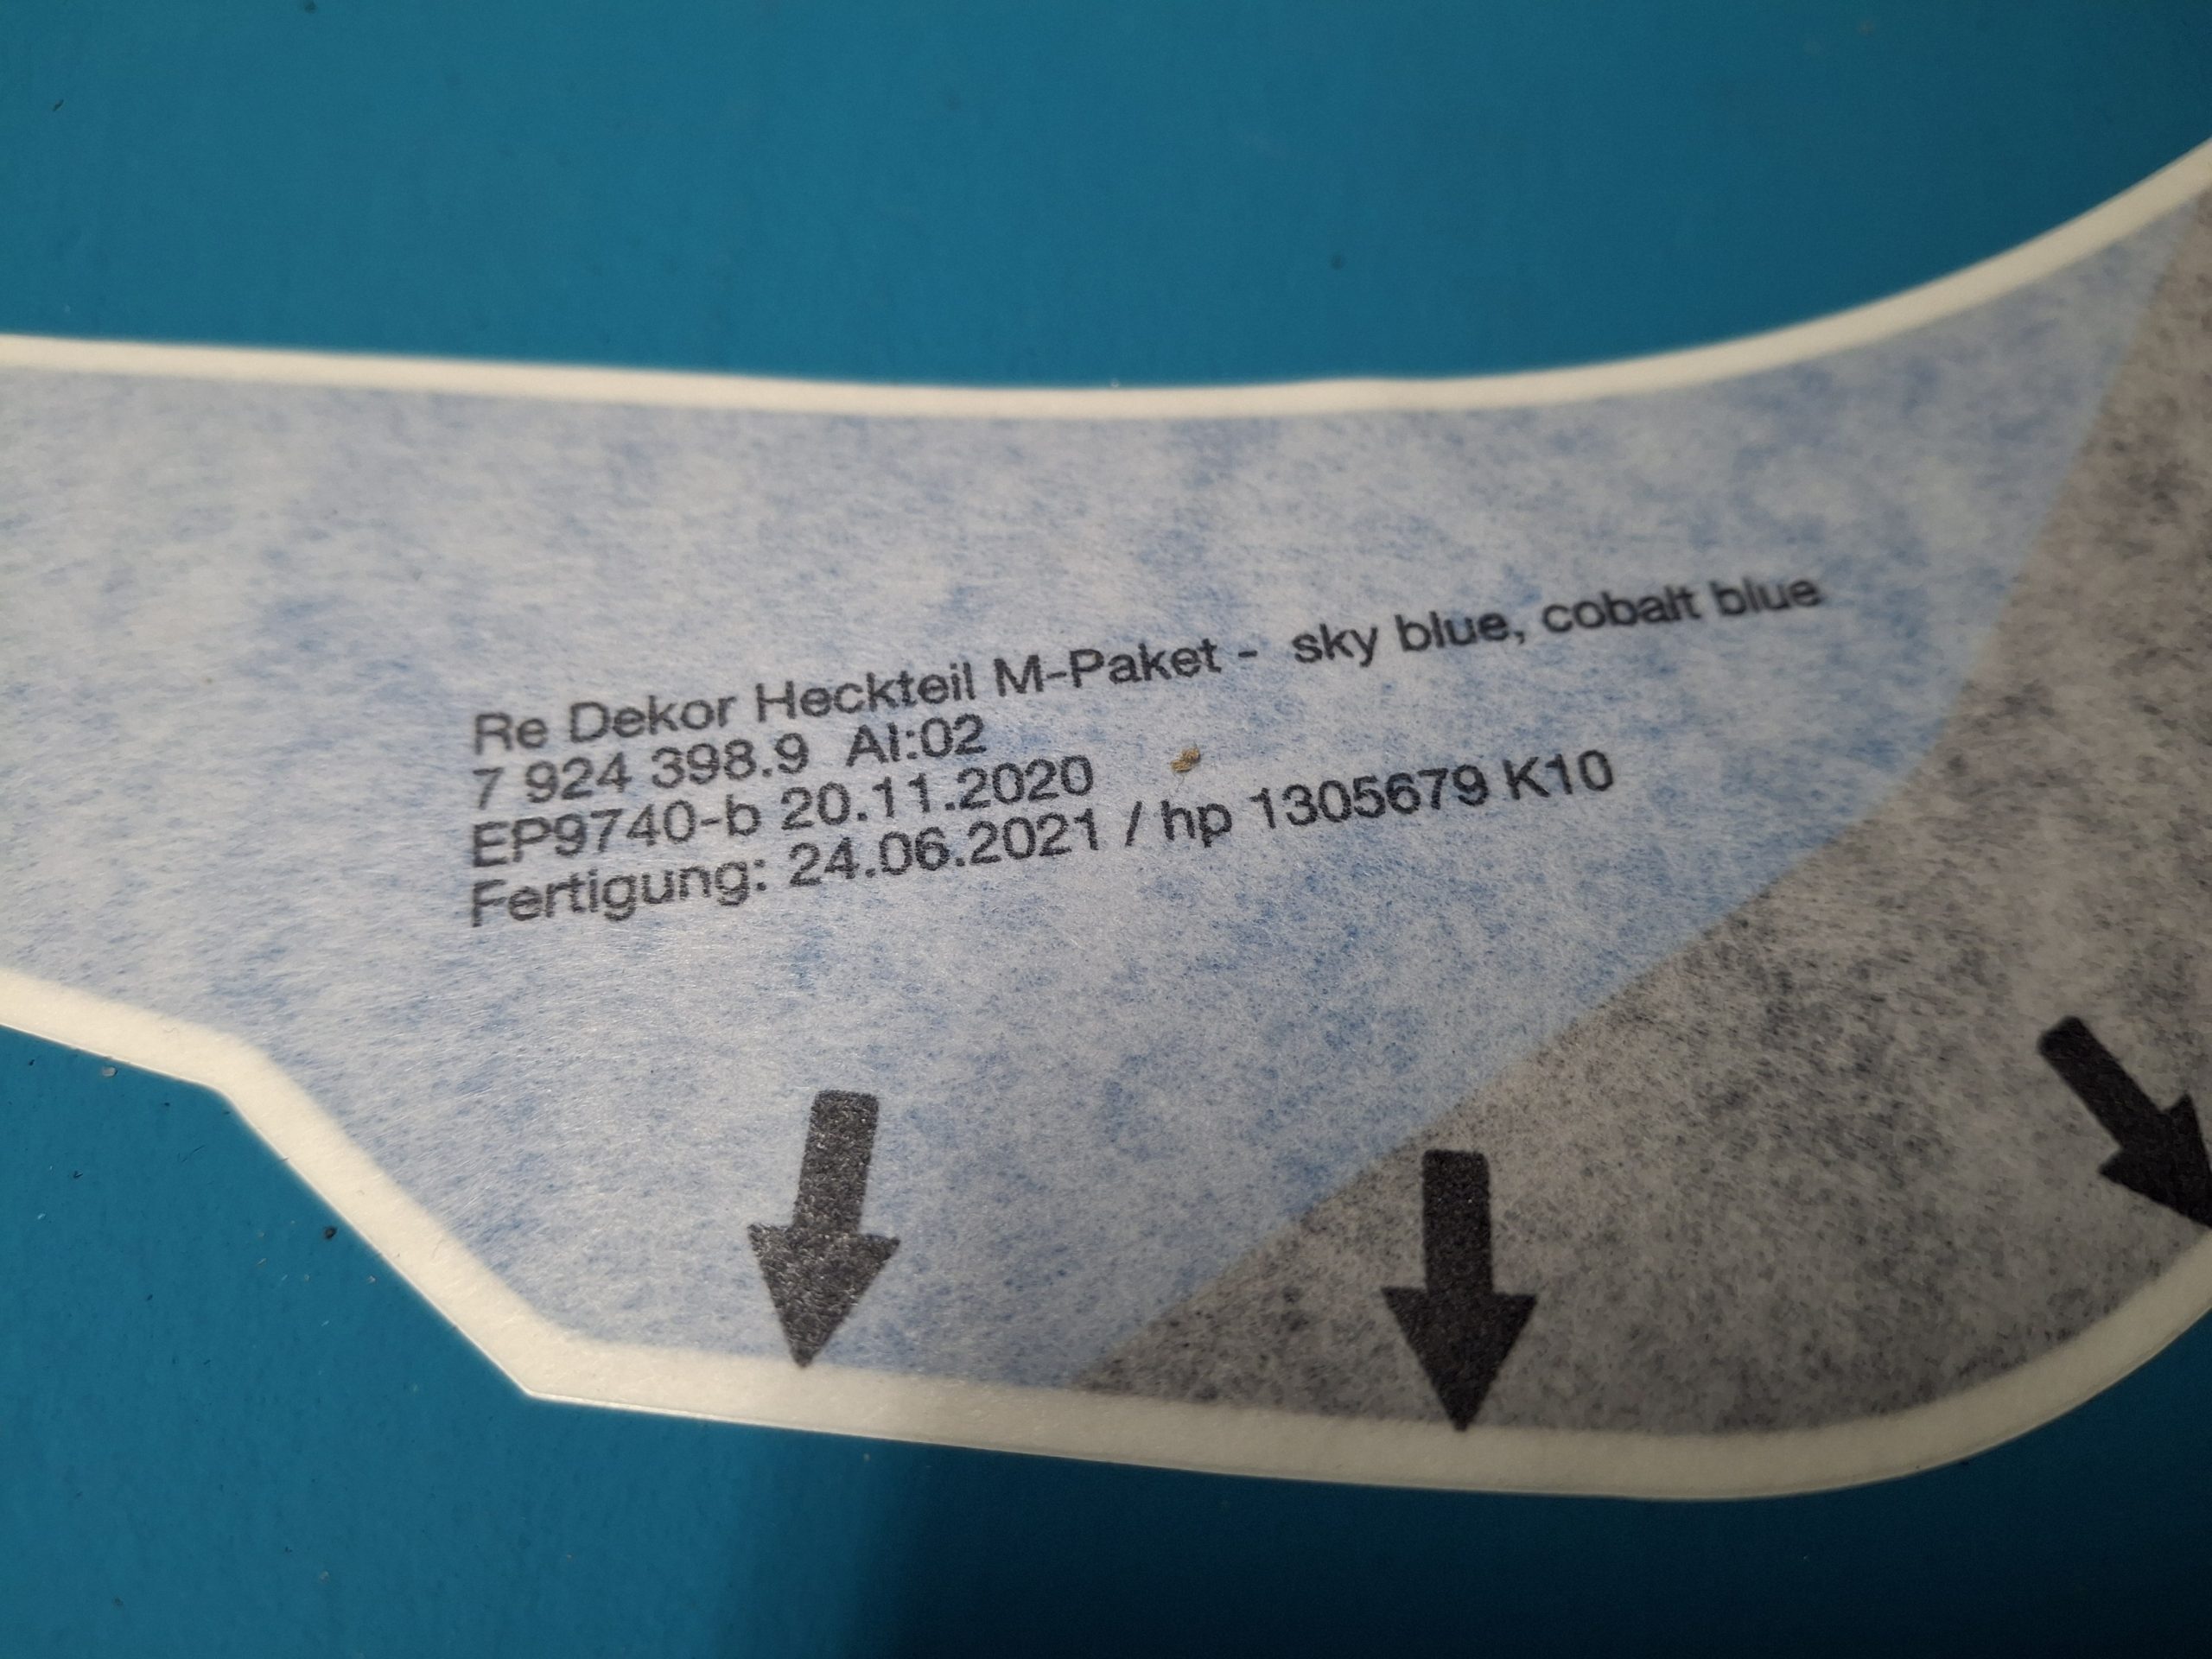 Re Dekor Heckteil M-Paket - sky blue, cobalt blue
7 924 398.9 AI:02
EP9740-b 20.11.2020
Fertigung: 24.06.2021 / hp 1305679 K10